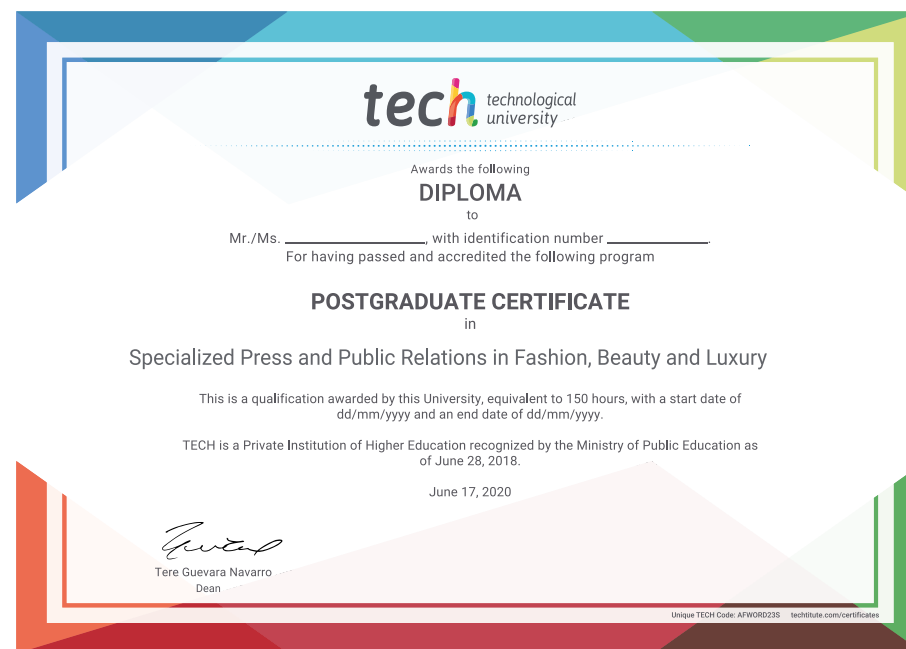 tech technological
university
Awards the following
DIPLOMA
to
Mr./Ms. ____________________, with identification number ______________.
For having passed and accredited the following program
POSTGRADUATE CERTIFICATE
in
Specialized Press and Public Relations in Fashion, Beauty and Luxury
This is a qualification awarded by this University, equivalent to 150 hours, with a start date of
dd/mm/yyyy and an end date of dd/mm/yyyy.
TECH is a Private Institution of Higher Education recognized by the Ministry of Public Education as
of June 28, 2018.
June 17, 2020
Tere Guevara Navarro
Dean
Unique TECH Code: AFWORD23S techtitute.com/certificates